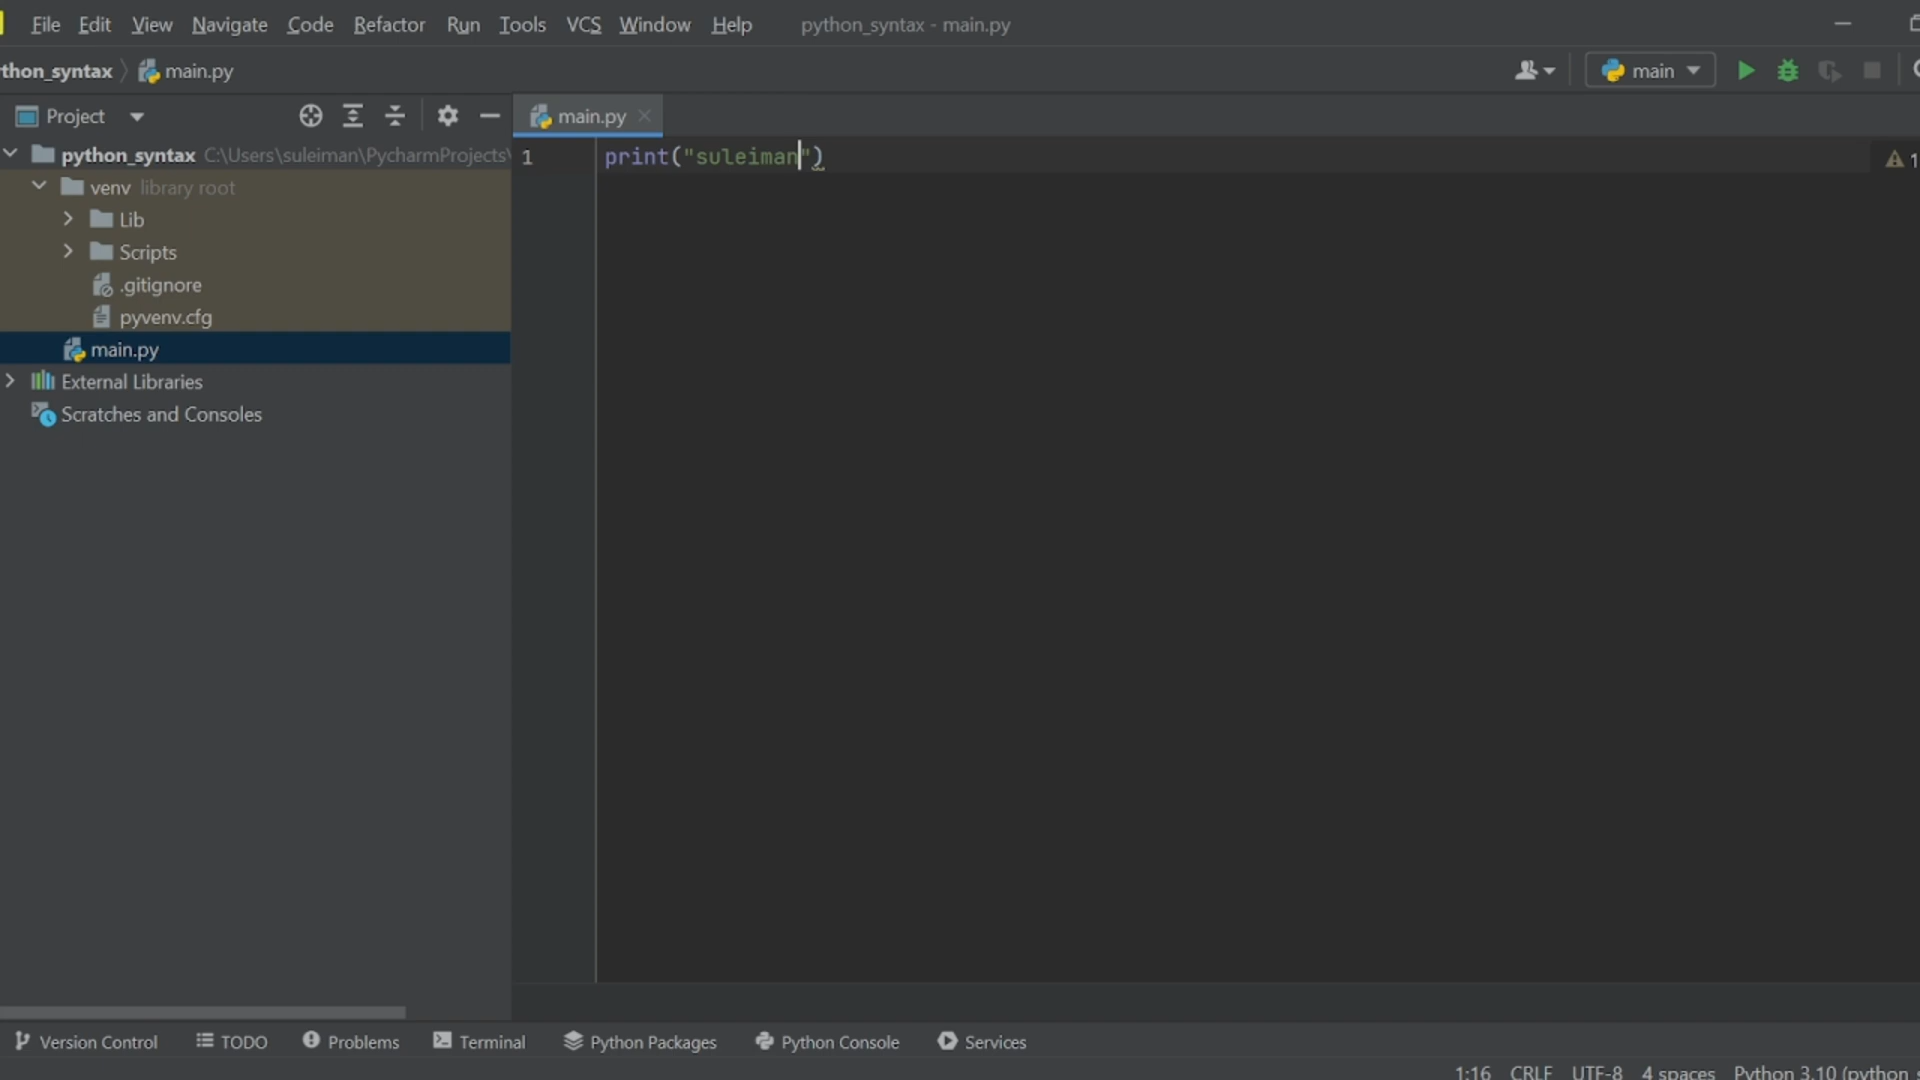 File Edit View Navigate Code Refactor Run Tools VCS Window Help python_syntax - main.py
thon_syntax main.py main
Project main.py
python_syntax C:\Users\suleiman\PycharmProjects\ 1 print("suleiman") 1
venv library root
Lib
Scripts
.gitignore
pyvenv.cfg
main.py
External Libraries
Scratches and Consoles
Version Control TODO Problems Terminal Python Packages Python Console Services
1:16 CRLF UTF-8 4 spaces Python 3.10 (python